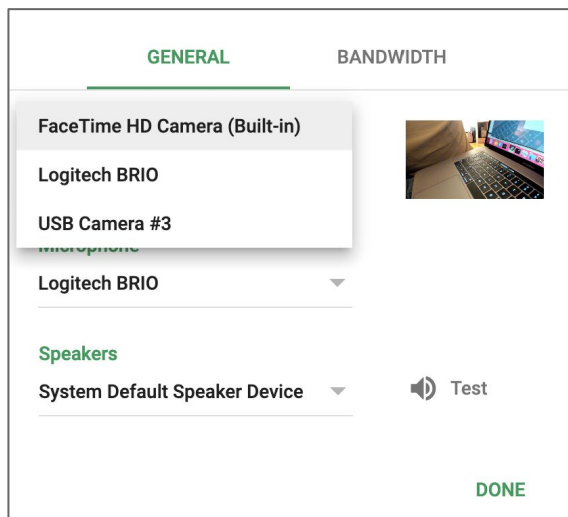 GENERAL BANDWIDTH
FaceTime HD Camera (Built-in)
Logitech BRIO
USB Camera #3
Microphone
Logitech BRIO
Speakers
System Default Speaker Device
Test
DONE